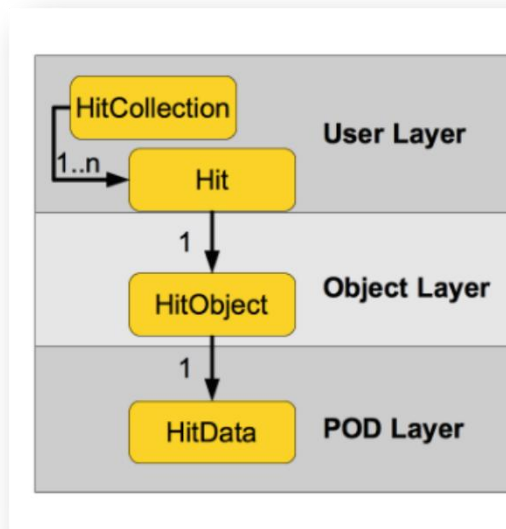 HitCollection
User Layer
1..n
Hit
1
HitObject
Object Layer
1
HitData
POD Layer